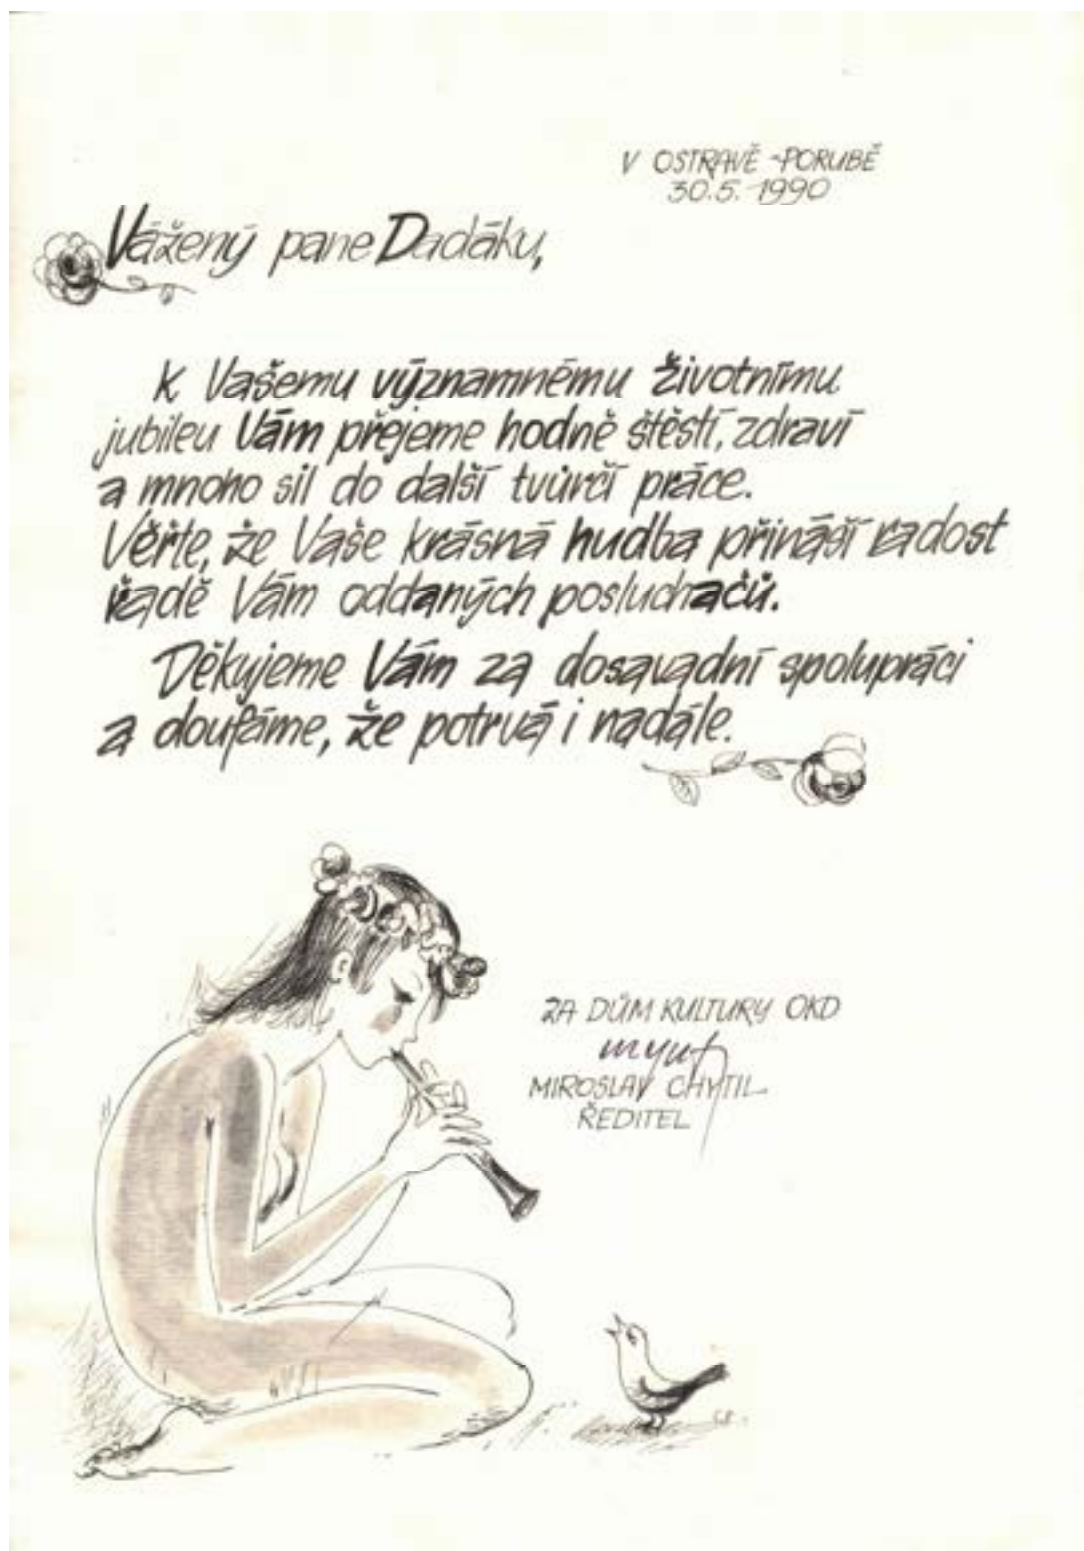 V OSTRAVĚ-PORUBĚ
30.5.1990
Vážený pane Dadáku,
K Vašemu významnému životnímu
jubileu Vám přejeme hodně štěstí, zdraví
a mnoho sil do další tvůrčí práce.
Věřte, že Vaše krásná hudba přináší radost
řadě Vám oddaných posluchačů.
Děkujeme Vám za dosavadní spolupráci
a doufáme, že potrvá i nadále.
ZA DŮM KULTURY OKD
MIROSLAV CHYTIL
ŘEDITEL